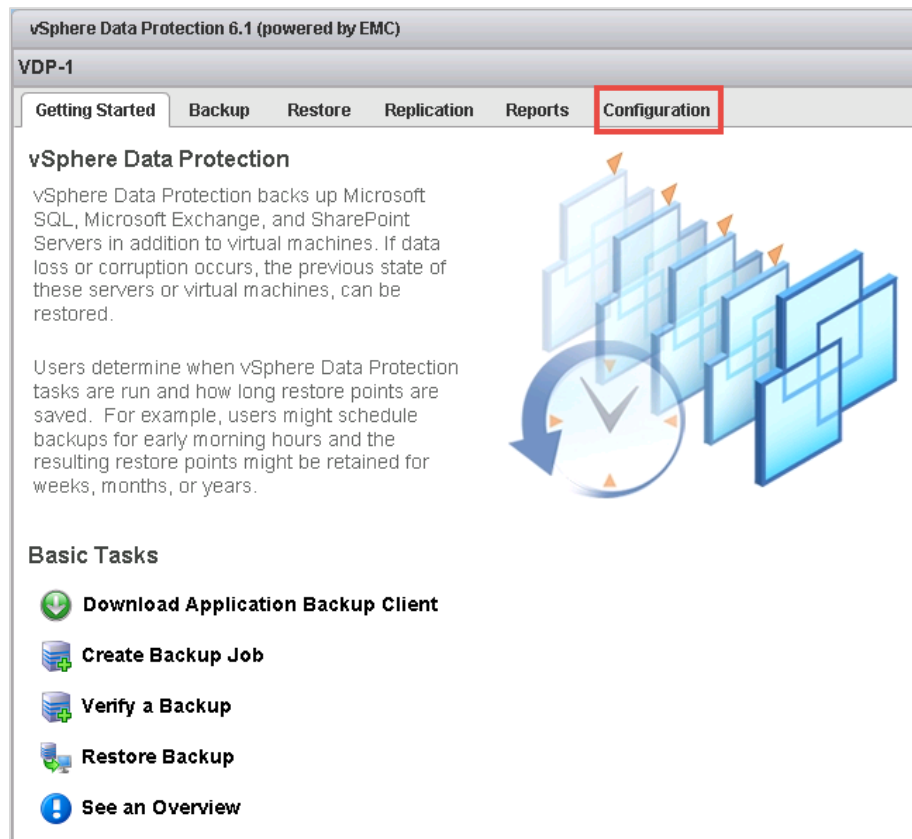 vSphere Data Protection 6.1 (powered by EMC)
VDP-1
Getting Started Backup Restore Replication Reports Configuration
vSphere Data Protection
vSphere Data Protection backs up Microsoft
SQL, Microsoft Exchange, and SharePoint
Servers in addition to virtual machines. If data
loss or corruption occurs, the previous state of
these servers or virtual machines, can be
restored.
Users determine when vSphere Data Protection
tasks are run and how long restore points are
saved.  For example, users might schedule
backups for early morning hours and the
resulting restore points might be retained for
weeks, months, or years.
Basic Tasks
Download Application Backup Client
Create Backup Job
Verify a Backup
Restore Backup
See an Overview